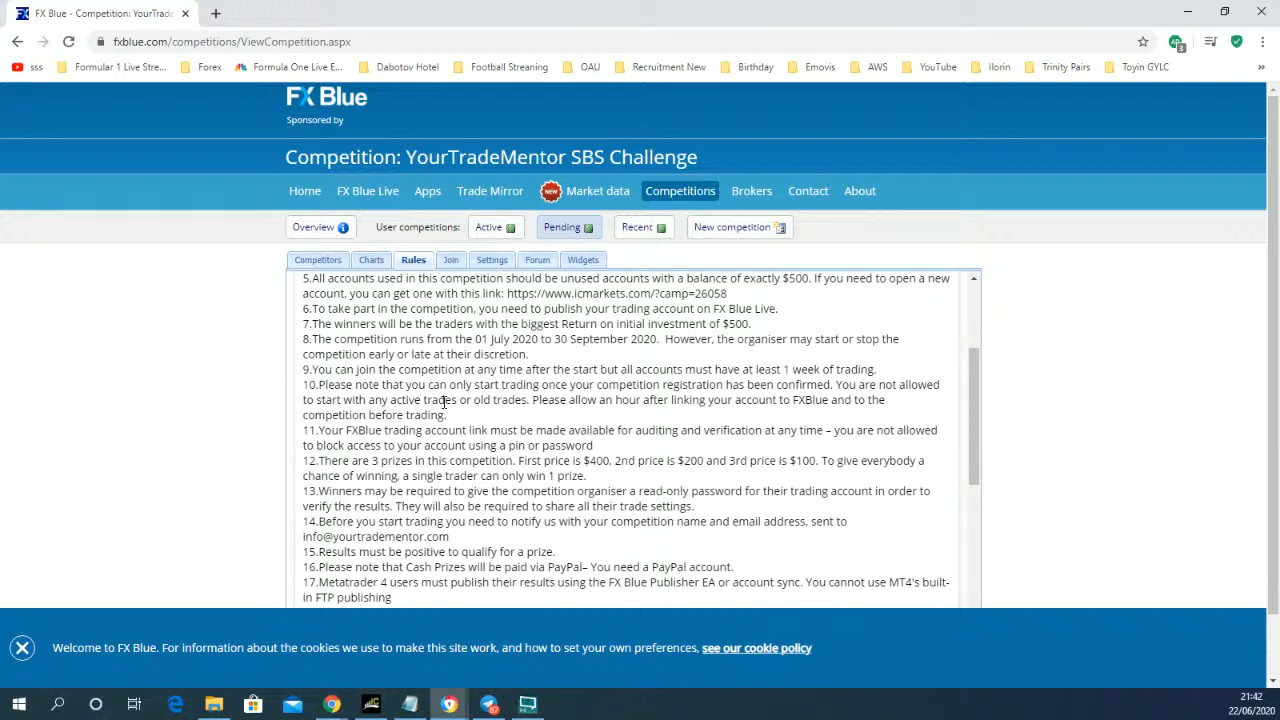 FX Blue - Competition: YourTrade
fxblue.com/competitions/ViewCompetition.aspx
3
sss
Formular 1 Live Stre...
Forex
Formula One Live E...
Dabotov Hotel
Football Streaming
OAU
Recruitment New
Birthday
Emovis
AWS
YouTube
Ilorin
Trinity Pairs
Toyin GYLC
»
FX Blue
Sponsored by
Competition: YourTradeMentor SBS Challenge
Home
FX Blue Live
Apps
Trade Mirror
NEW
Market data
Competitions
Brokers
Contact
About
Overview
User competitions:
Active
Pending
Recent
New competition
Competitors
Charts
Rules
Join
Settings
Forum
Widgets
5.All accounts used in this competition should be unused accounts with a balance of exactly $500. If you need to open a new
account, you can get one with this link: https://www.icmarkets.com/?camp=26058
6.To take part in the competition, you need to publish your trading account on FX Blue Live.
7.The winners will be the traders with the biggest Return on initial investment of $500.
8.The competition runs from the 01 July 2020 to 30 September 2020.  However, the organiser may start or stop the
competition early or late at their discretion.
9.You can join the competition at any time after the start but all accounts must have at least 1 week of trading.
10.Please note that you can only start trading once your competition registration has been confirmed. You are not allowed
to start with any active trades or old trades. Please allow an hour after linking your account to FXBlue and to the
competition before trading.
11.Your FXBlue trading account link must be made available for auditing and verification at any time – you are not allowed
to block access to your account using a pin or password
12.There are 3 prizes in this competition. First price is $400, 2nd price is $200 and 3rd price is $100. To give everybody a
chance of winning, a single trader can only win 1 prize.
13.Winners may be required to give the competition organiser a read-only password for their trading account in order to
verify the results. They will also be required to share all their trade settings.
14.Before you start trading you need to notify us with your competition name and email address, sent to
info@yourtradementor.com
15.Results must be positive to qualify for a prize.
16.Please note that Cash Prizes will be paid via PayPal– You need a PayPal account.
17.Metatrader 4 users must publish their results using the FX Blue Publisher EA or account sync. You cannot use MT4's built-
in FTP publishing
Welcome to FX Blue. For information about the cookies we use to make this site work, and how to set your own preferences, see our cookie policy
87
21:42
22/06/2020